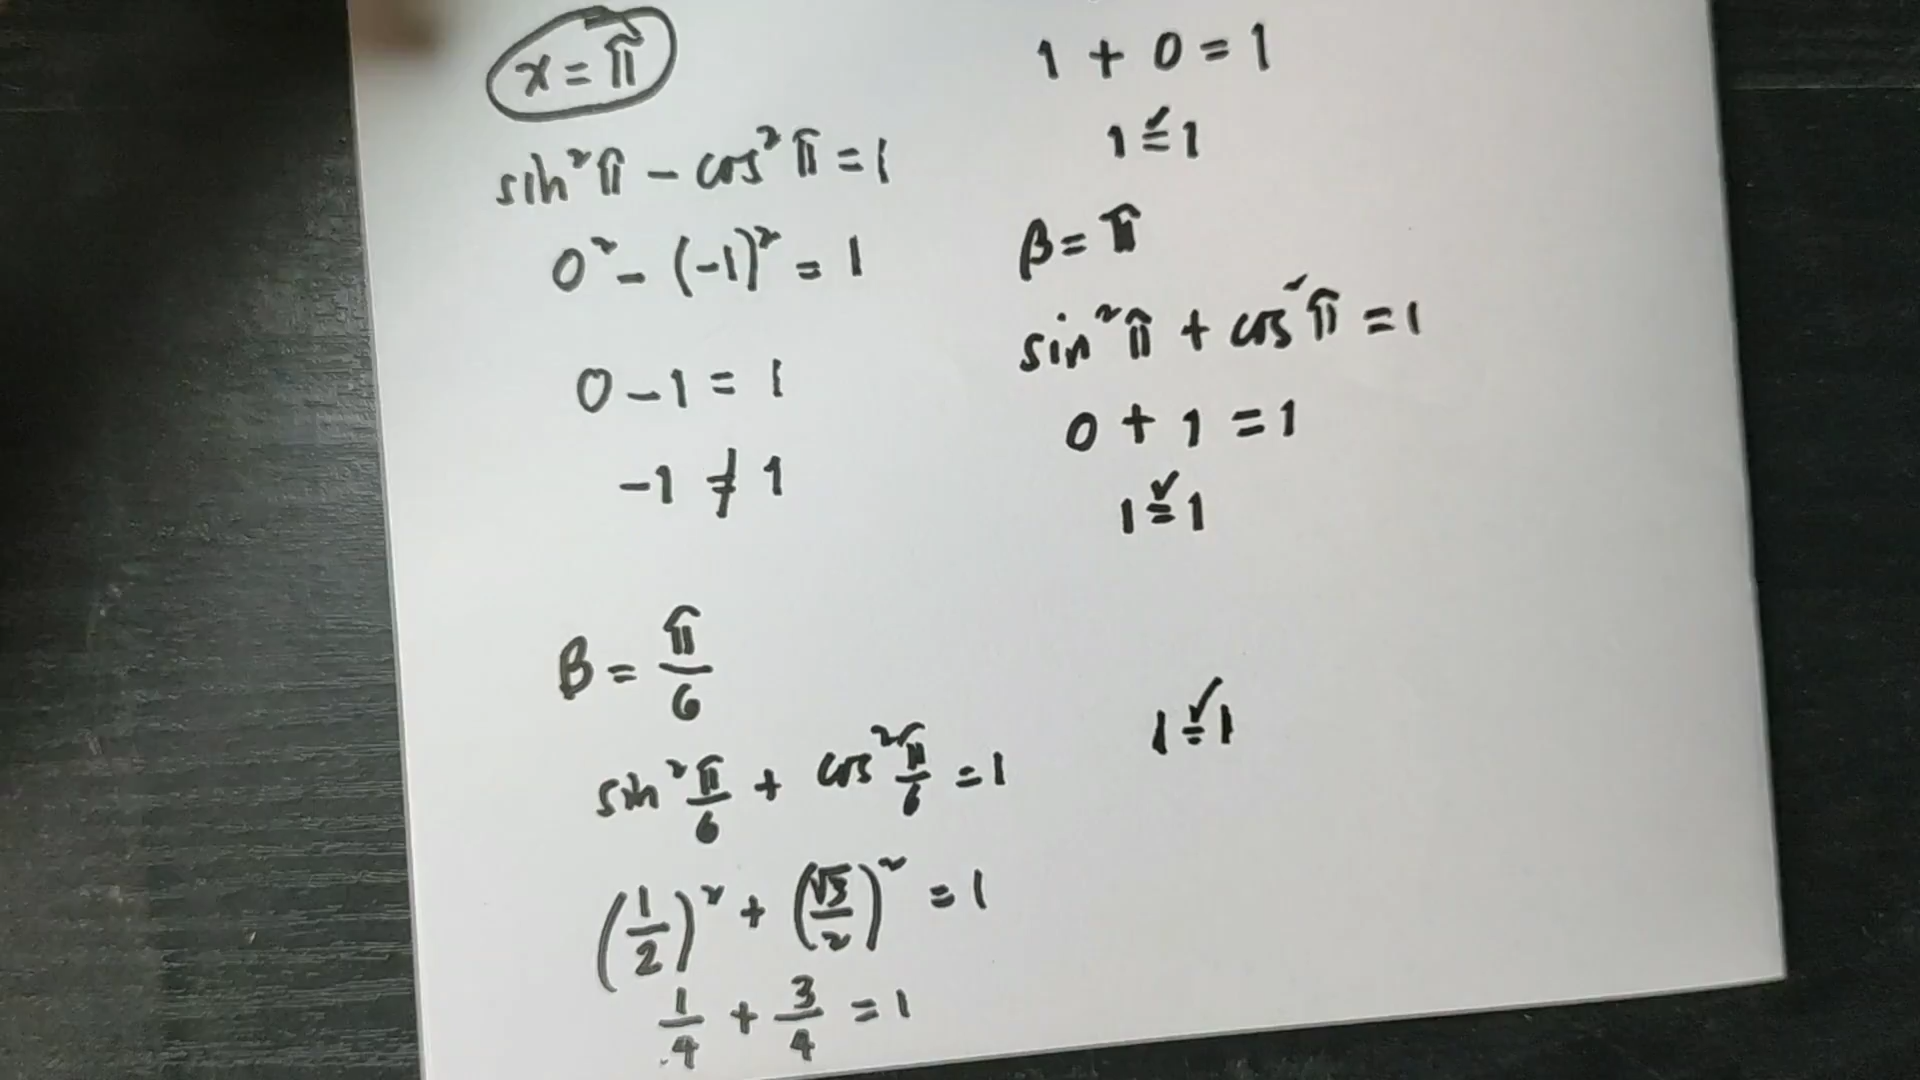 x = π
sin²π - cos²π = 1
0² - (-1)² = 1
0 - 1 = 1
-1 ≠ 1
1 + 0 = 1
1 =✓ 1
β = π
sin²π + cos²π = 1
0 + 1 = 1
1 =✓ 1
β = π/6
sin²π/6 + cos²π/6 = 1
(1/2)² + (√3/2)² = 1
1/4 + 3/4 = 1
1 =✓ 1